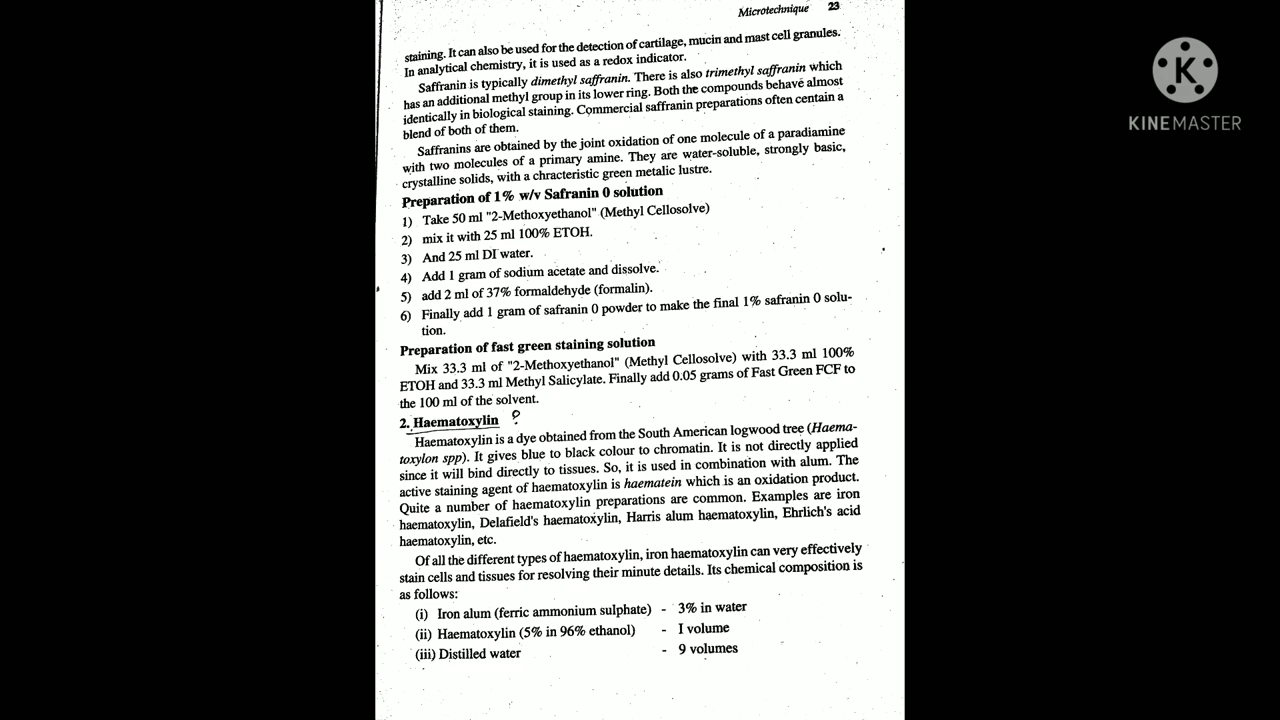 Microtechnique 23
staining. It can also be used for the detection of cartilage, mucin and mast cell granules.
In analytical chemistry, it is used as a redox indicator.
Saffranin is typically dimethyl saffranin. There is also trimethyl saffranin which
has an additional methyl group in its lower ring. Both the compounds behave almost
identically in biological staining. Commercial saffranin preparations often centain a
blend of both of them.
Saffranins are obtained by the joint oxidation of one molecule of a paradiamine
with two molecules of a primary amine. They are water-soluble, strongly basic,
crystalline solids, with a chracteristic green metalic lustre.
Preparation of 1% w/v Safranin 0 solution
1) Take 50 ml "2-Methoxyethanol" (Methyl Cellosolve)
2) mix it with 25 ml 100% ETOH.
3) And 25 ml DI water.
4) Add 1 gram of sodium acetate and dissolve.
5) add 2 ml of 37% formaldehyde (formalin).
6) Finally add 1 gram of safranin 0 powder to make the final 1% safranin 0 solu-
tion.
Preparation of fast green staining solution
Mix 33.3 ml of "2-Methoxyethanol" (Methyl Cellosolve) with 33.3 ml 100%
ETOH and 33.3 ml Methyl Salicylate. Finally add 0.05 grams of Fast Green FCF to
the 100 ml of the solvent.
2. Haematoxylin ?
Haematoxylin is a dye obtained from the South American logwood tree (Haema-
toxylon spp). It gives blue to black colour to chromatin. It is not directly applied
since it will bind directly to tissues. So, it is used in combination with alum. The
active staining agent of haematoxylin is haematein which is an oxidation product.
Quite a number of haematoxylin preparations are common. Examples are iron
haematoxylin, Delafield's haematoxylin, Harris alum haematoxylin, Ehrlich's acid
haematoxylin, etc.
Of all the different types of haematoxylin, iron haematoxylin can very effectively
stain cells and tissues for resolving their minute details. Its chemical composition is
as follows:
(i) Iron alum (ferric ammonium sulphate) - 3% in water
(ii) Haematoxylin (5% in 96% ethanol) - I volume
(iii) Distilled water - 9 volumes
K
KINEMASTER